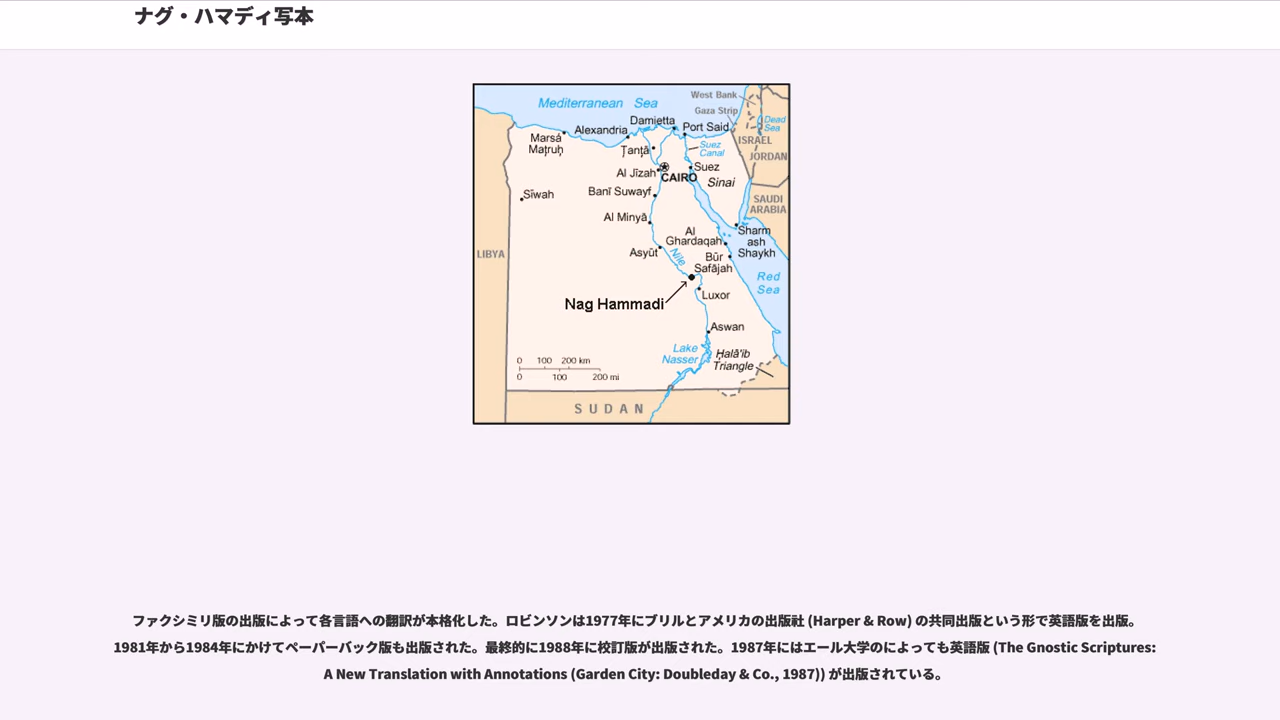 ナグ・ハマディ写本
Mediterranean Sea
West Bank
Gaza Strip
Dead
Sea
Damietta
Port Said
Alexandria
Marsá
Maṭruḥ
ISRAEL
Ṭanṭā
Suez
Canal
JORDAN
Al Jīzah
CAIRO
Suez
Sinai
Sīwah
Banī Suwayf
SAUDI
ARABIA
Al Minyā
Al
Ghardaqah
Sharm
ash
Shaykh
Asyūt
Nile
Būr
Safājah
LIBYA
Red
Sea
Nag Hammadi
Luxor
Aswan
Lake
Nasser
Ḥalā'ib
Triangle
0 100 200 km
0 100 200 mi
SUDAN
ファクシミリ版の出版によって各言語への翻訳が本格化した。ロビンソンは1977年にブリルとアメリカの出版社 (Harper & Row) の共同出版という形で英語版を出版。
1981年から1984年にかけてペーパーバック版も出版された。最終的に1988年に校訂版が出版された。1987年にはエール大学のによっても英語版 (The Gnostic Scriptures:
A New Translation with Annotations (Garden City: Doubleday & Co., 1987)) が出版されている。